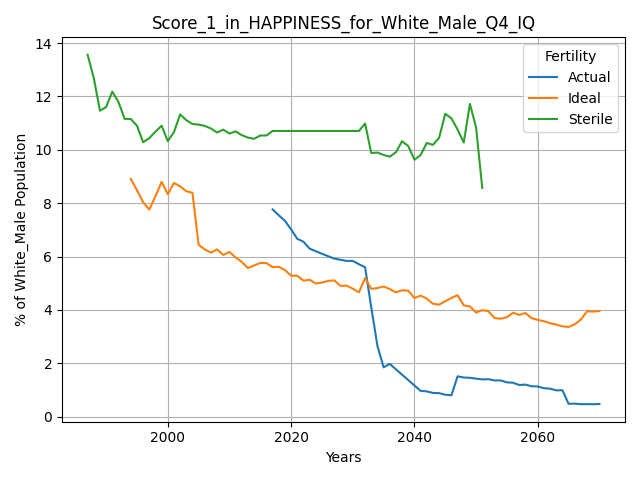 Score_1_in_HAPPINESS_for_White_Male_Q4_IQ
% of White_Male Population
14
12
10
8
6
4
2
0
Fertility
Actual
Ideal
Sterile
2000 2020 2040 2060
Years